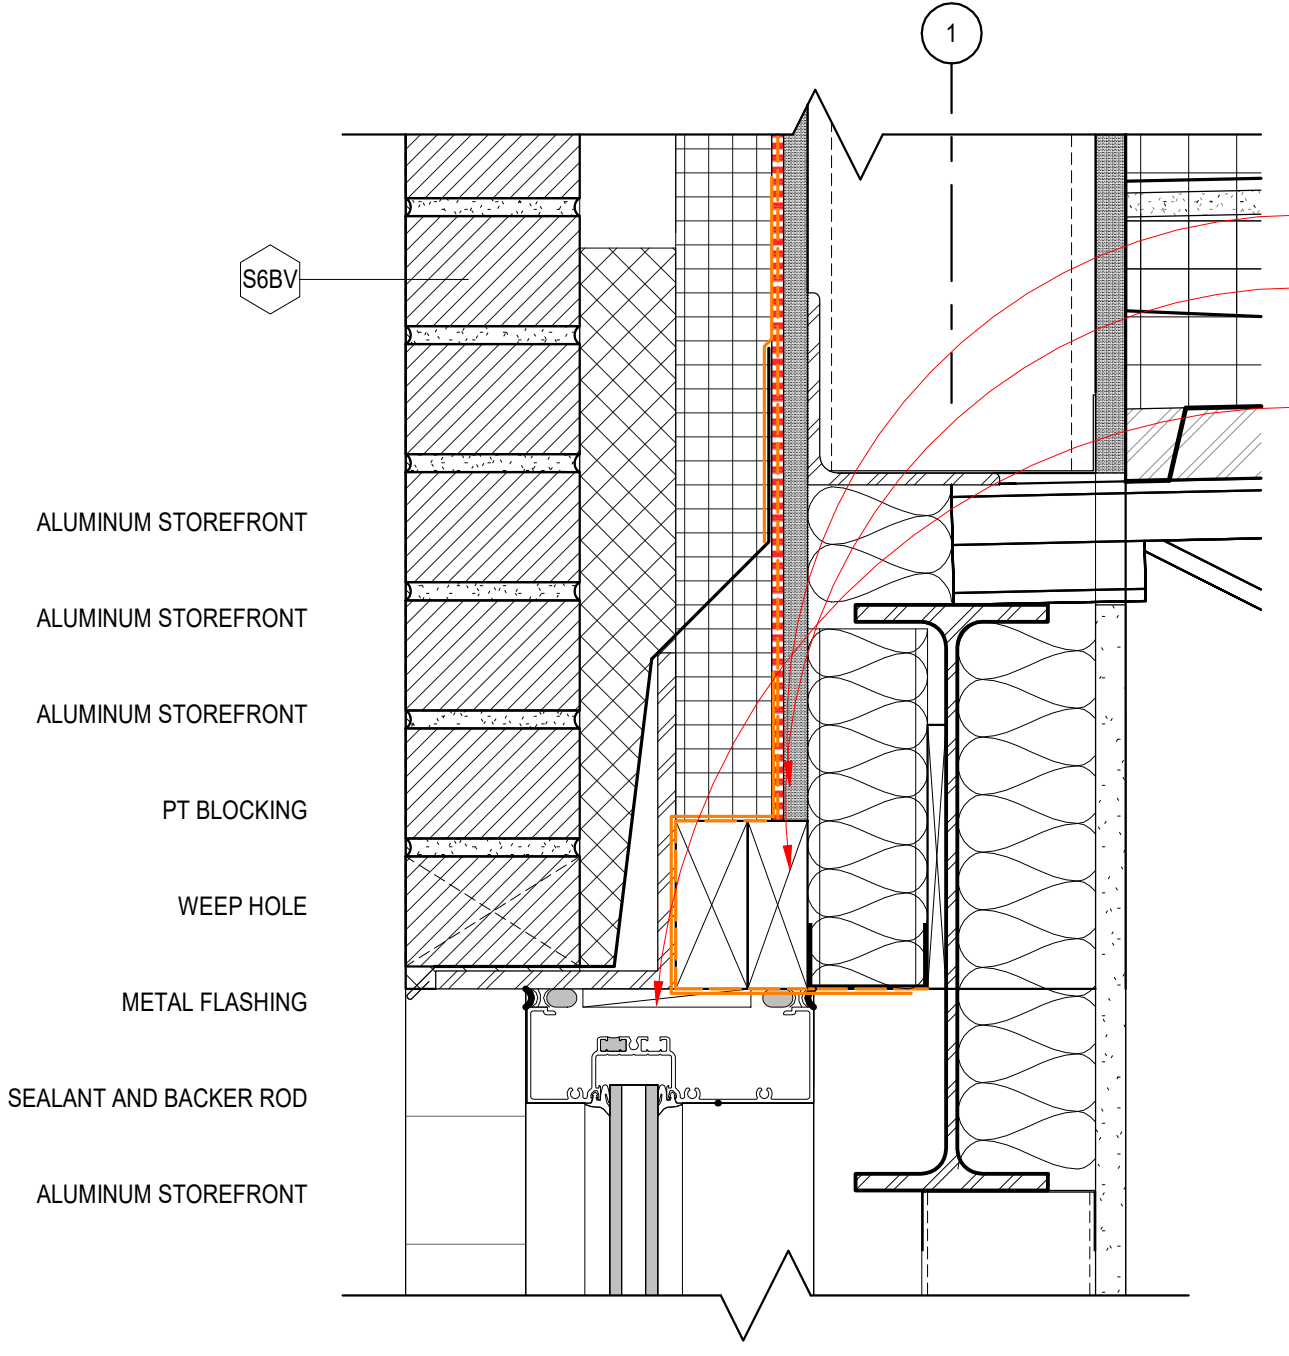 1
S6BV
ALUMINUM STOREFRONT
ALUMINUM STOREFRONT
ALUMINUM STOREFRONT
PT BLOCKING
WEEP HOLE
METAL FLASHING
SEALANT AND BACKER ROD
ALUMINUM STOREFRONT